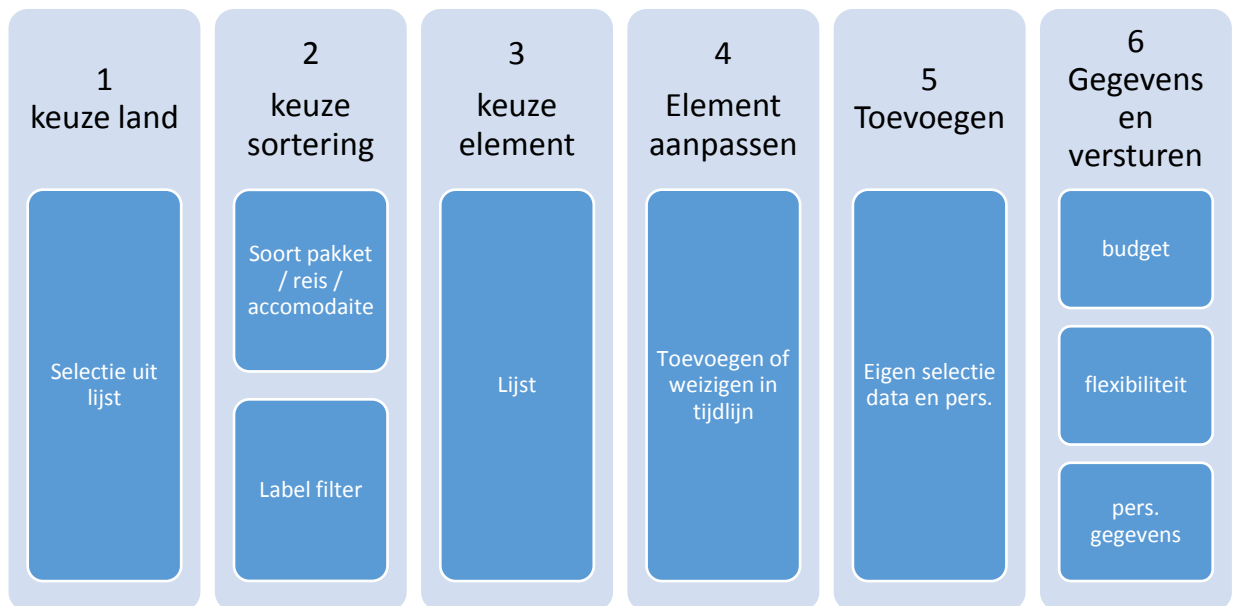 1
keuze land
Selectie uit
lijst
2
keuze
sortering
Soort pakket
/ reis /
accomodaite
Label filter
3
keuze
element
Lijst
4
Element
aanpassen
Toevoegen of
weizigen in
tijdlijn
5
Toevoegen
Eigen selectie
data en pers.
6
Gegevens
en
versturen
budget
flexibiliteit
pers.
gegevens